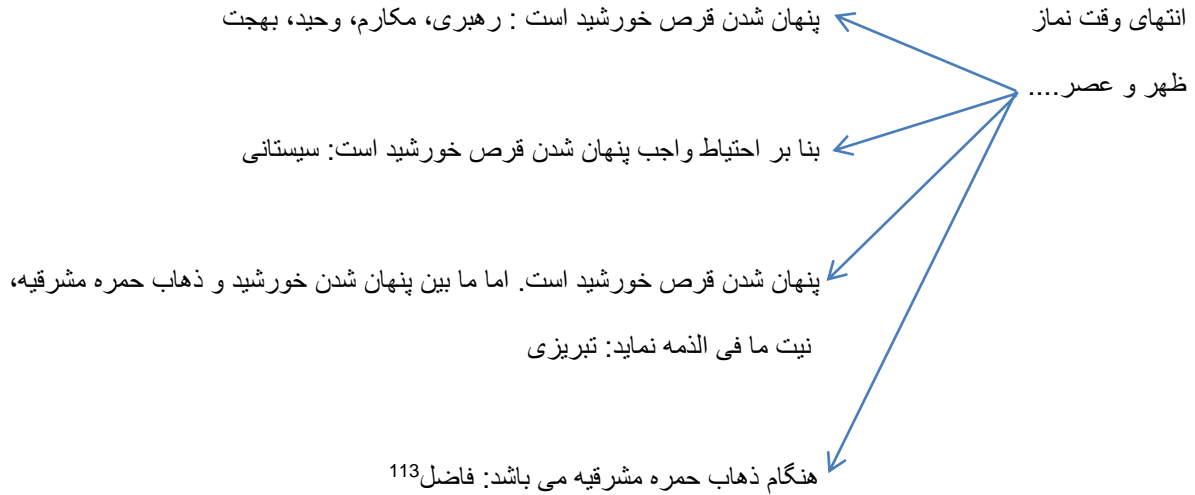 انتهای وقت نماز
ظهر و عصر....
پنهان شدن قرص خورشید است : رهبری، مکارم، وحید، بهجت
بنا بر احتیاط واجب پنهان شدن قرص خورشید است: سیستانی
پنهان شدن قرص خورشید است. اما ما بین پنهان شدن خورشید و ذهاب حمره مشرقیه،
نیت ما فی الذمه نماید: تبریزی
هنگام ذهاب حمره مشرقیه می باشد: فاضل113